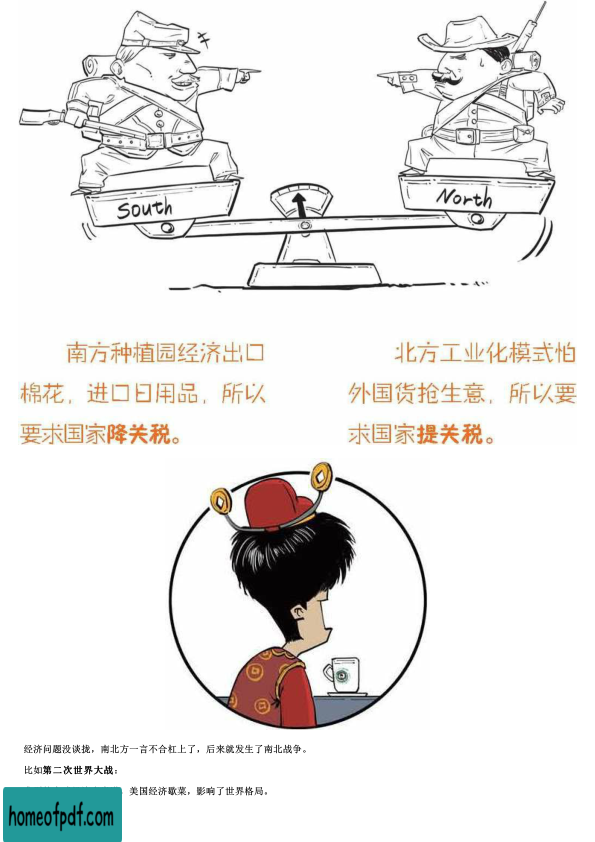 South
North
南方种植园经济出口
棉花，进口日用品，所以
要求国家降关税。
北方工业化模式怕
外国货抢生意，所以要
求国家提关税。
经济问题没谈拢，南北方一言不合杠上了，后来就发生了南北战争。
比如第二次世界大战：
美国经济歇菜，影响了世界格局。
homeofpdf.com